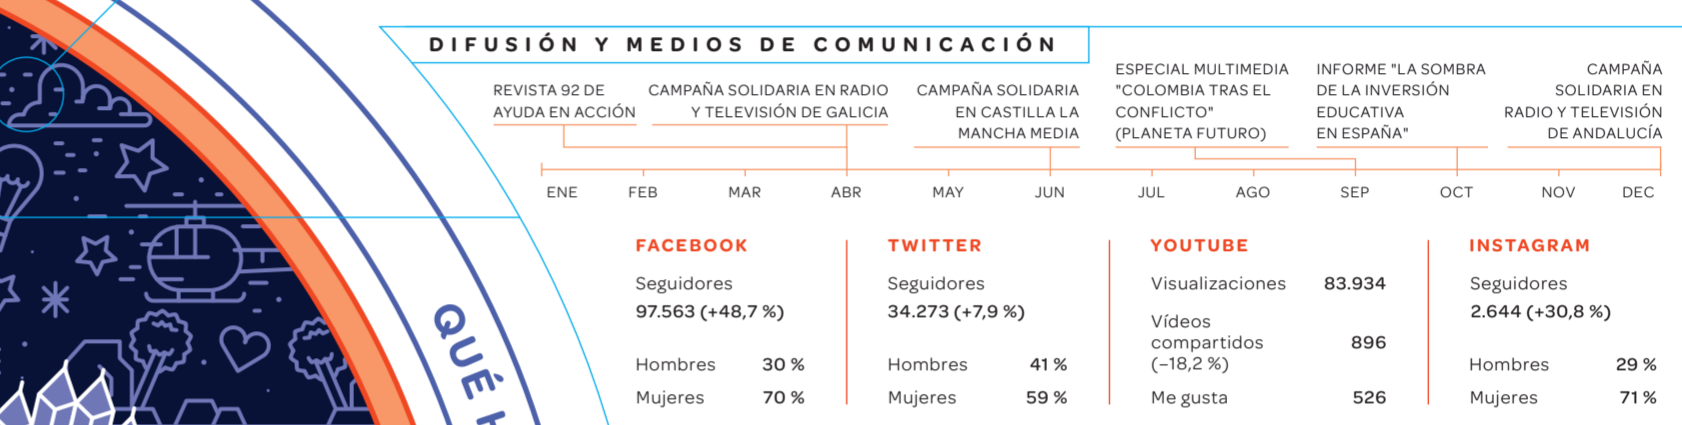 DIFUSIÓN Y MEDIOS DE COMUNICACIÓN
REVISTA 92 DE
AYUDA EN ACCIÓN
CAMPAÑA SOLIDARIA EN RADIO
Y TELEVISIÓN DE GALICIA
CAMPAÑA SOLIDARIA
EN CASTILLA LA
MANCHA MEDIA
ESPECIAL MULTIMEDIA
"COLOMBIA TRAS EL
CONFLICTO"
(PLANETA FUTURO)
INFORME "LA SOMBRA
DE LA INVERSIÓN
EDUCATIVA
EN ESPAÑA"
CAMPAÑA
SOLIDARIA EN
RADIO Y TELEVISIÓN
DE ANDALUCÍA
ENE FEB MAR ABR MAY JUN JUL AGO SEP OCT NOV DEC
FACEBOOK
Seguidores
97.563 (+48,7 %)
Hombres 30 %
Mujeres 70 %
TWITTER
Seguidores
34.273 (+7,9 %)
Hombres 41 %
Mujeres 59 %
YOUTUBE
Visualizaciones 83.934
Vídeos
compartidos 896
(–18,2 %)
Me gusta 526
INSTAGRAM
Seguidores
2.644 (+30,8 %)
Hombres 29 %
Mujeres 71 %
QUÉ H